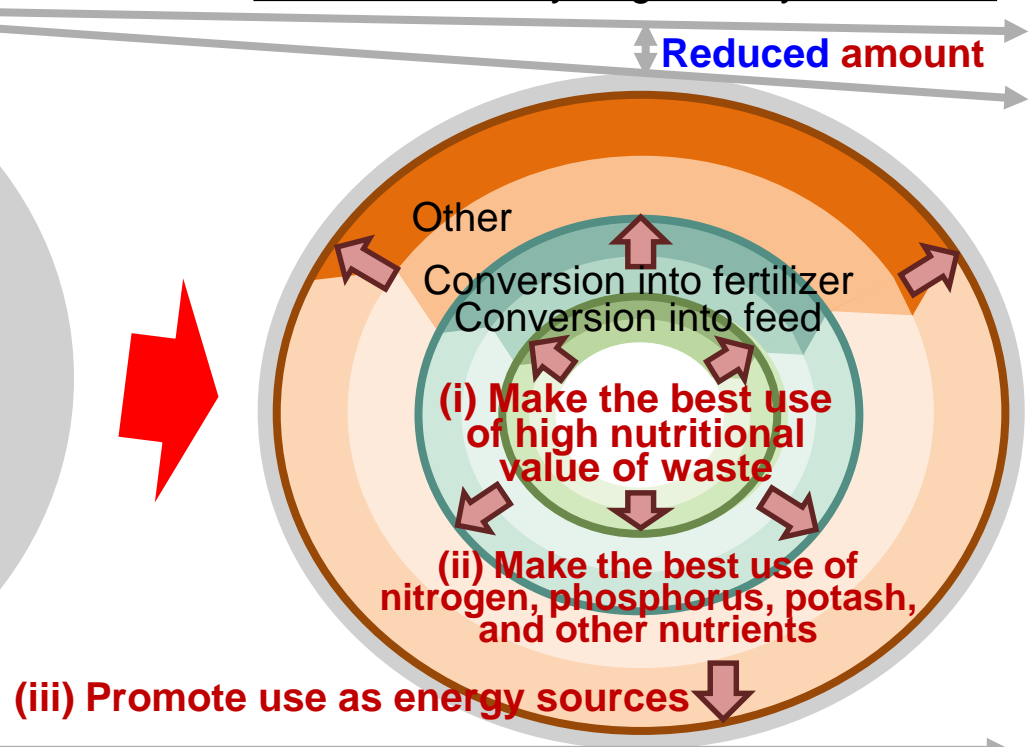 Reduced amount
Other
Conversion into fertilizer
Conversion into feed
(i) Make the best use
of high nutritional
value of waste
(ii) Make the best use of
nitrogen, phosphorus, potash,
and other nutrients
(iii) Promote use as energy sources